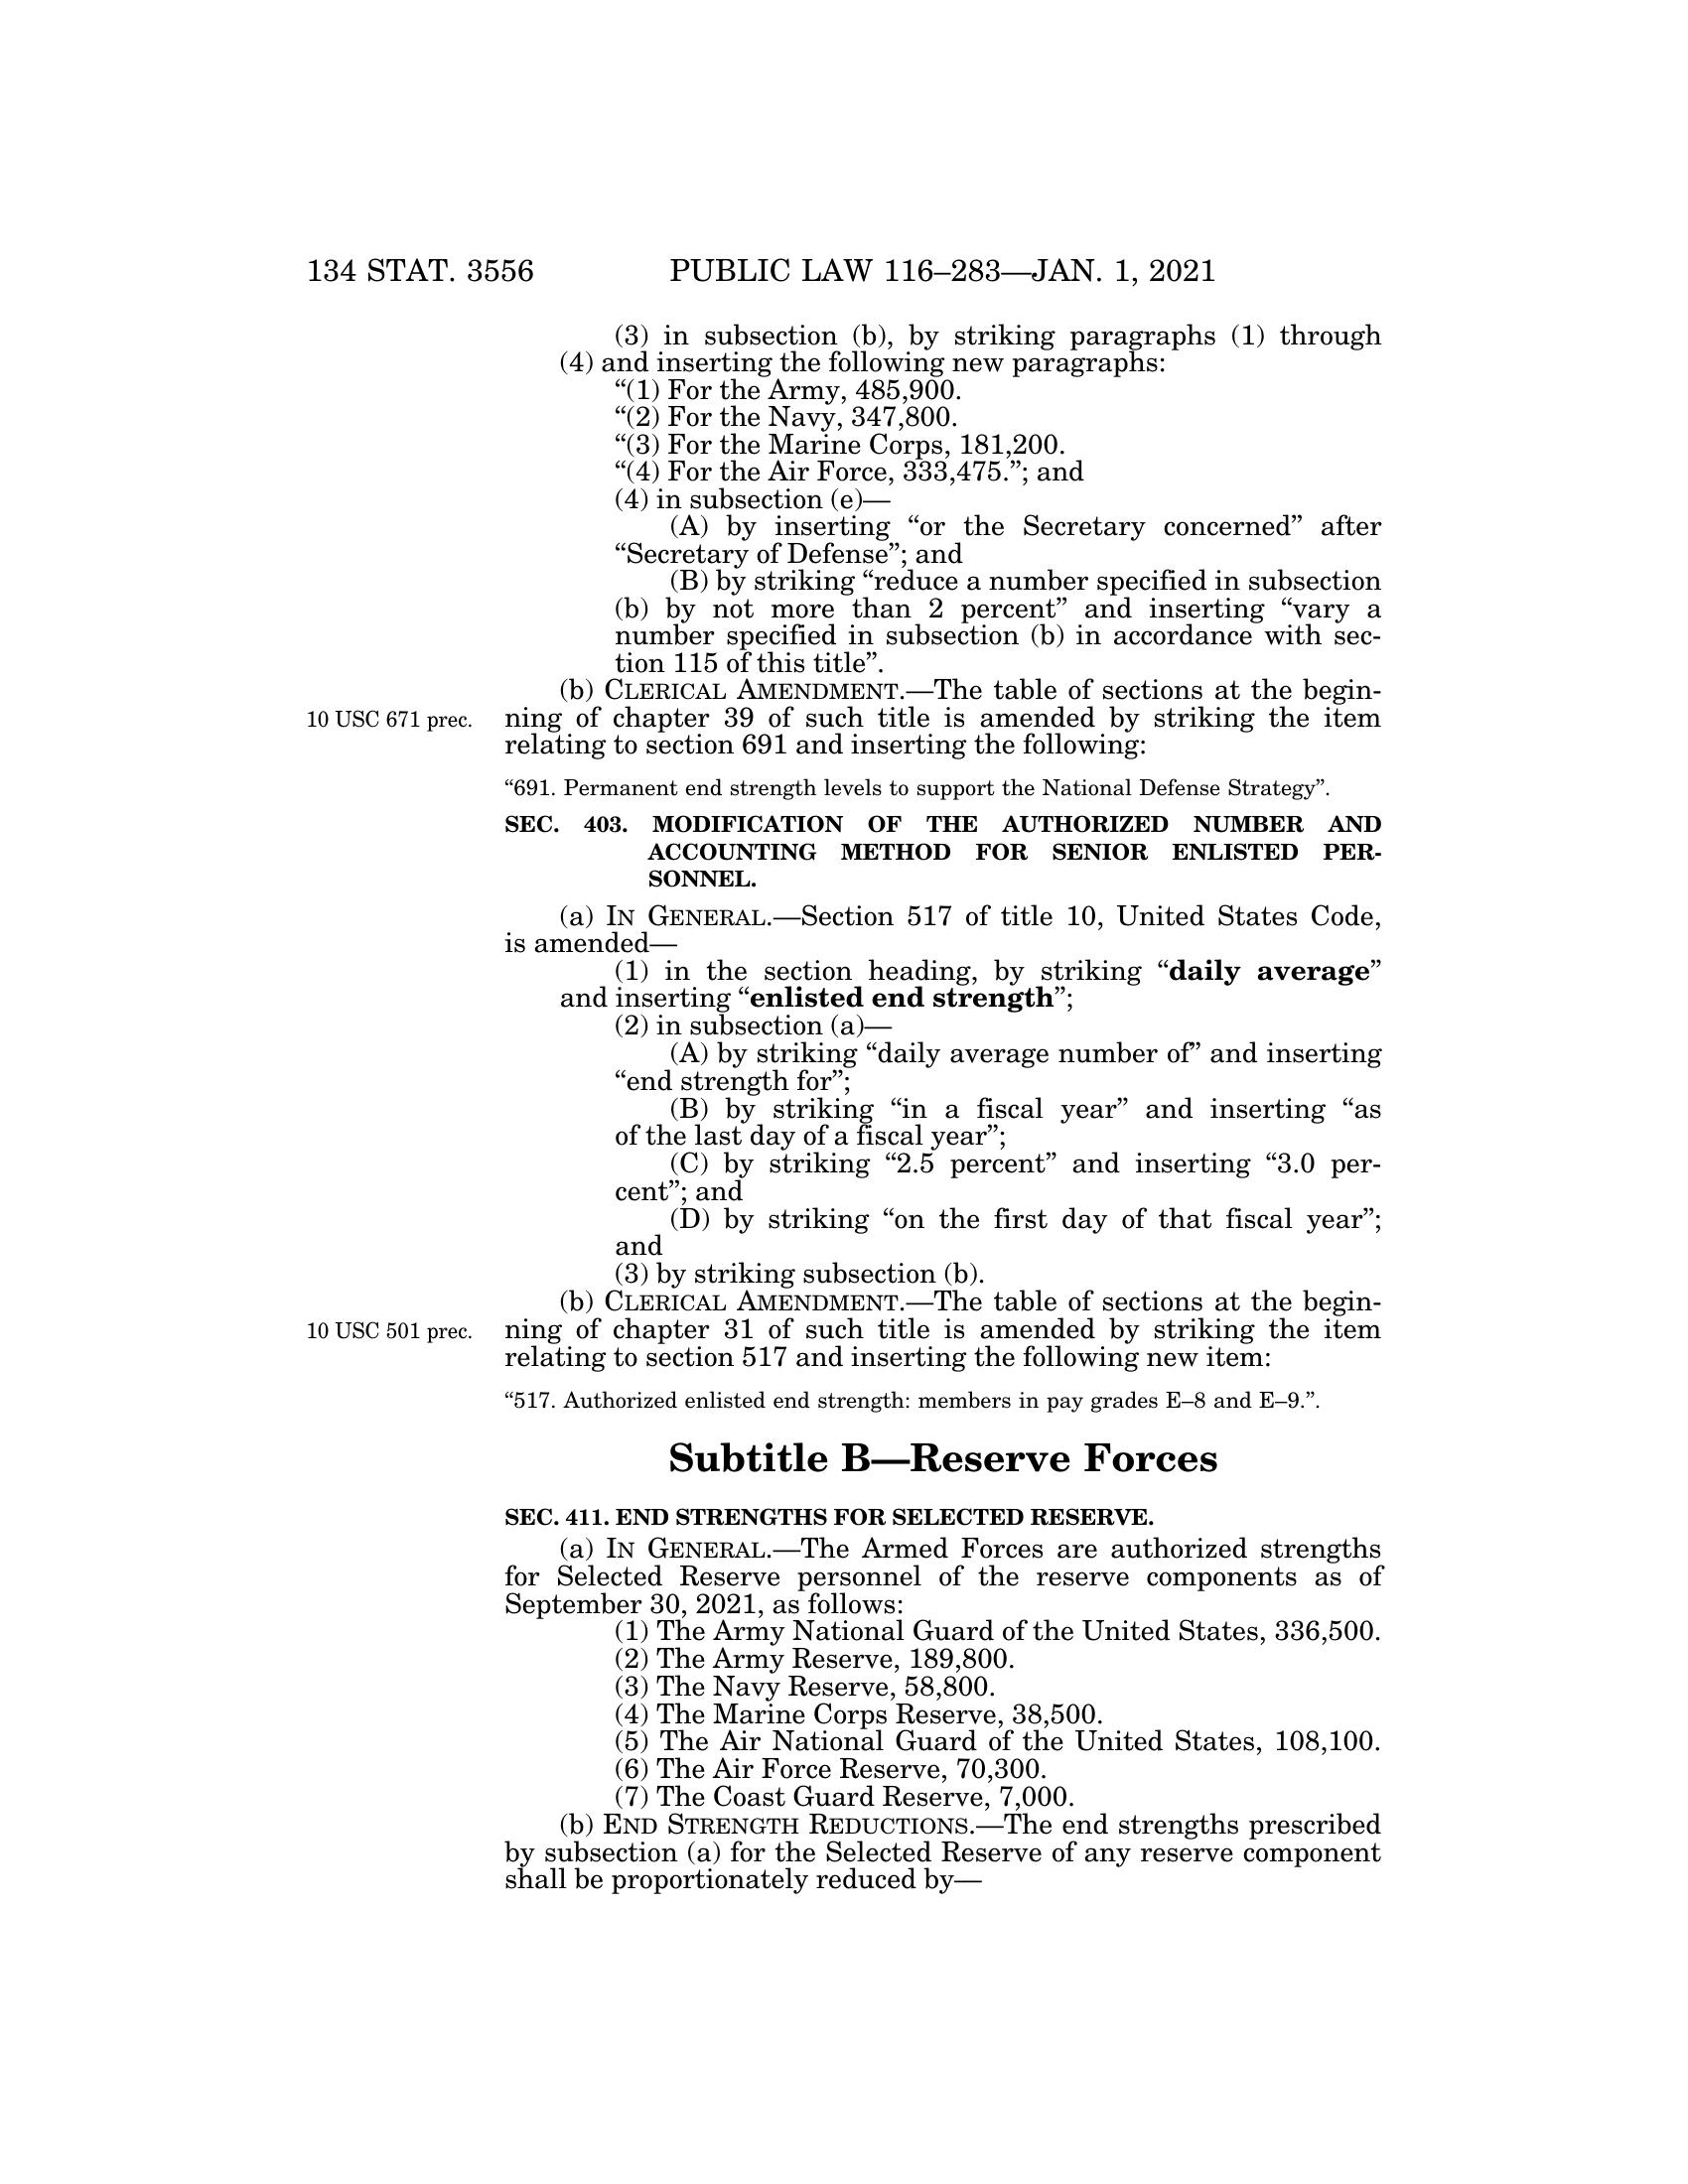 134 STAT. 3556 PUBLIC LAW 116–283—JAN. 1, 2021
(3) in subsection (b), by striking paragraphs (1) through
(4) and inserting the following new paragraphs:
“(1) For the Army, 485,900.
“(2) For the Navy, 347,800.
“(3) For the Marine Corps, 181,200.
“(4) For the Air Force, 333,475.”; and
(4) in subsection (e)—
(A) by inserting “or the Secretary concerned” after
“Secretary of Defense”; and
(B) by striking “reduce a number specified in subsection
(b) by not more than 2 percent” and inserting “vary a
number specified in subsection (b) in accordance with sec-
tion 115 of this title”.
(b) CLERICAL AMENDMENT.—The table of sections at the begin-
10 USC 671 prec. ning of chapter 39 of such title is amended by striking the item
relating to section 691 and inserting the following:
“691. Permanent end strength levels to support the National Defense Strategy”.
SEC. 403. MODIFICATION OF THE AUTHORIZED NUMBER AND
ACCOUNTING METHOD FOR SENIOR ENLISTED PER-
SONNEL.
(a) IN GENERAL.—Section 517 of title 10, United States Code,
is amended—
(1) in the section heading, by striking “daily average”
and inserting “enlisted end strength”;
(2) in subsection (a)—
(A) by striking “daily average number of” and inserting
“end strength for”;
(B) by striking “in a fiscal year” and inserting “as
of the last day of a fiscal year”;
(C) by striking “2.5 percent” and inserting “3.0 per-
cent”; and
(D) by striking “on the first day of that fiscal year”;
and
(3) by striking subsection (b).
(b) CLERICAL AMENDMENT.—The table of sections at the begin-
10 USC 501 prec. ning of chapter 31 of such title is amended by striking the item
relating to section 517 and inserting the following new item:
“517. Authorized enlisted end strength: members in pay grades E–8 and E–9.”.
Subtitle B—Reserve Forces
SEC. 411. END STRENGTHS FOR SELECTED RESERVE.
(a) IN GENERAL.—The Armed Forces are authorized strengths
for Selected Reserve personnel of the reserve components as of
September 30, 2021, as follows:
(1) The Army National Guard of the United States, 336,500.
(2) The Army Reserve, 189,800.
(3) The Navy Reserve, 58,800.
(4) The Marine Corps Reserve, 38,500.
(5) The Air National Guard of the United States, 108,100.
(6) The Air Force Reserve, 70,300.
(7) The Coast Guard Reserve, 7,000.
(b) END STRENGTH REDUCTIONS.—The end strengths prescribed
by subsection (a) for the Selected Reserve of any reserve component
shall be proportionately reduced by—